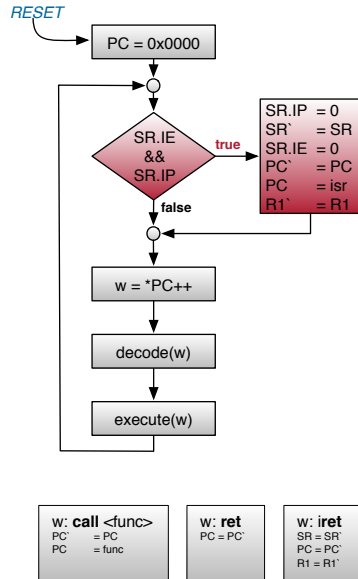 RESET
PC = 0x0000
SR.IE
&&
SR.IP
true
false
SR.IP = 0
SR` = SR
SR.IE = 0
PC` = PC
PC = isr
R1` = R1
w = *PC++
decode(w)
execute(w)
w: call <func>
PC` = PC
PC = func
w: ret
PC = PC`
w: iret
SR = SR`
PC = PC`
R1 = R1`